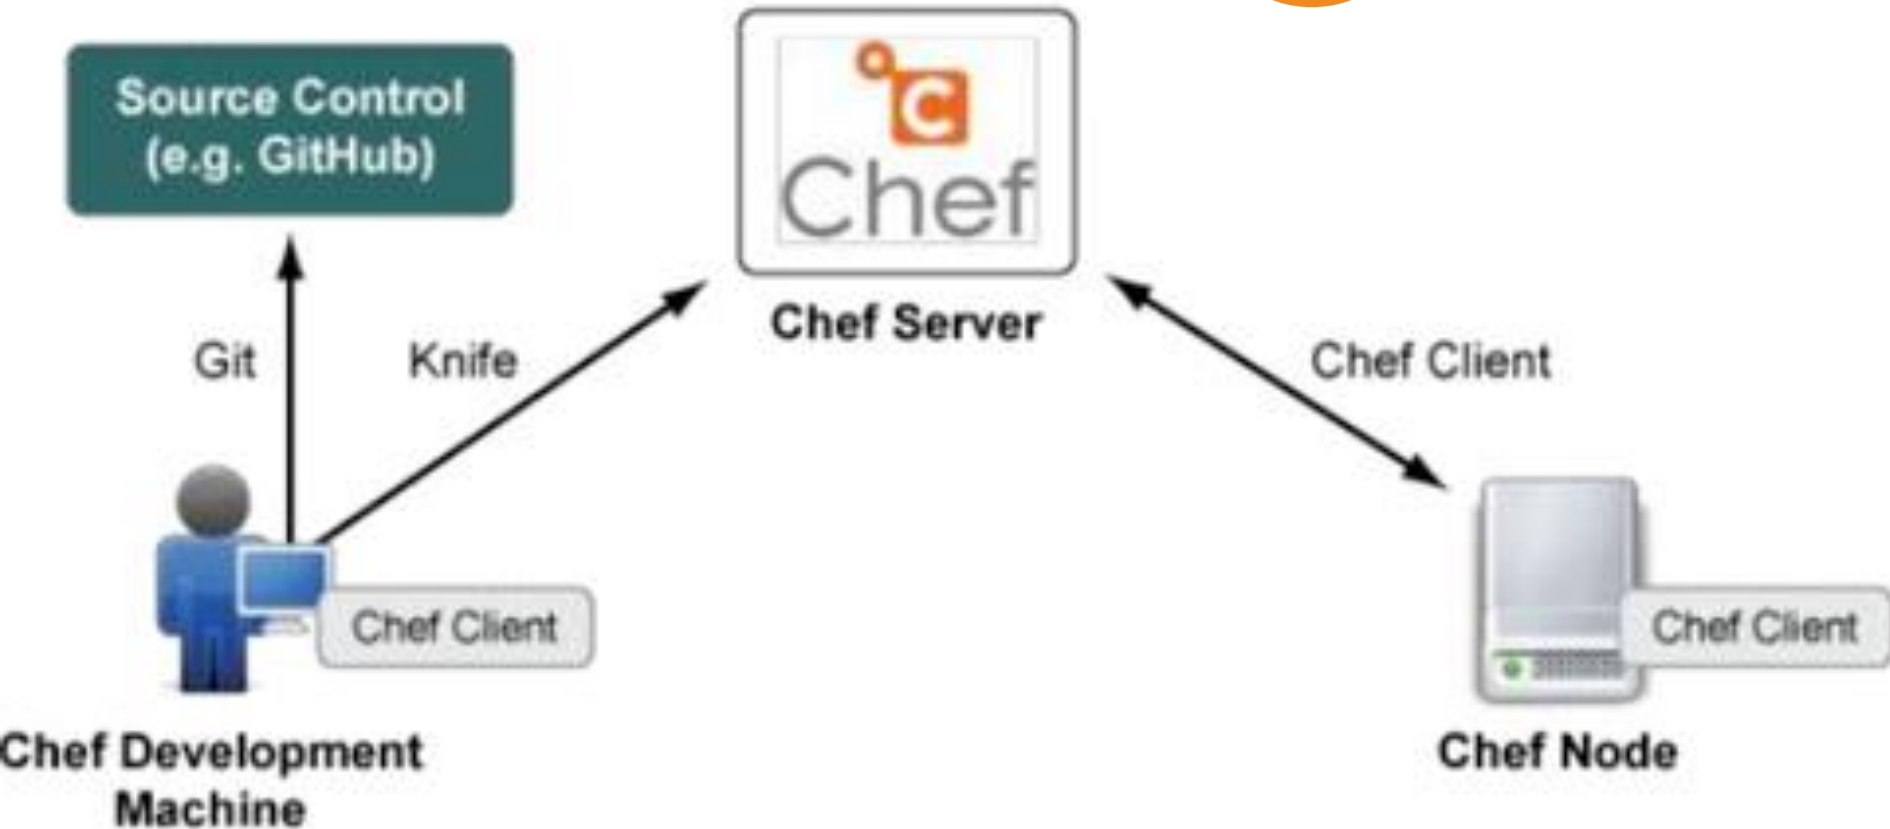 Source Control
(e.g. GitHub)
C
Chef
Chef Server
Git
Knife
Chef Client
Chef Client
Chef Client
Chef Development
Machine
Chef Node